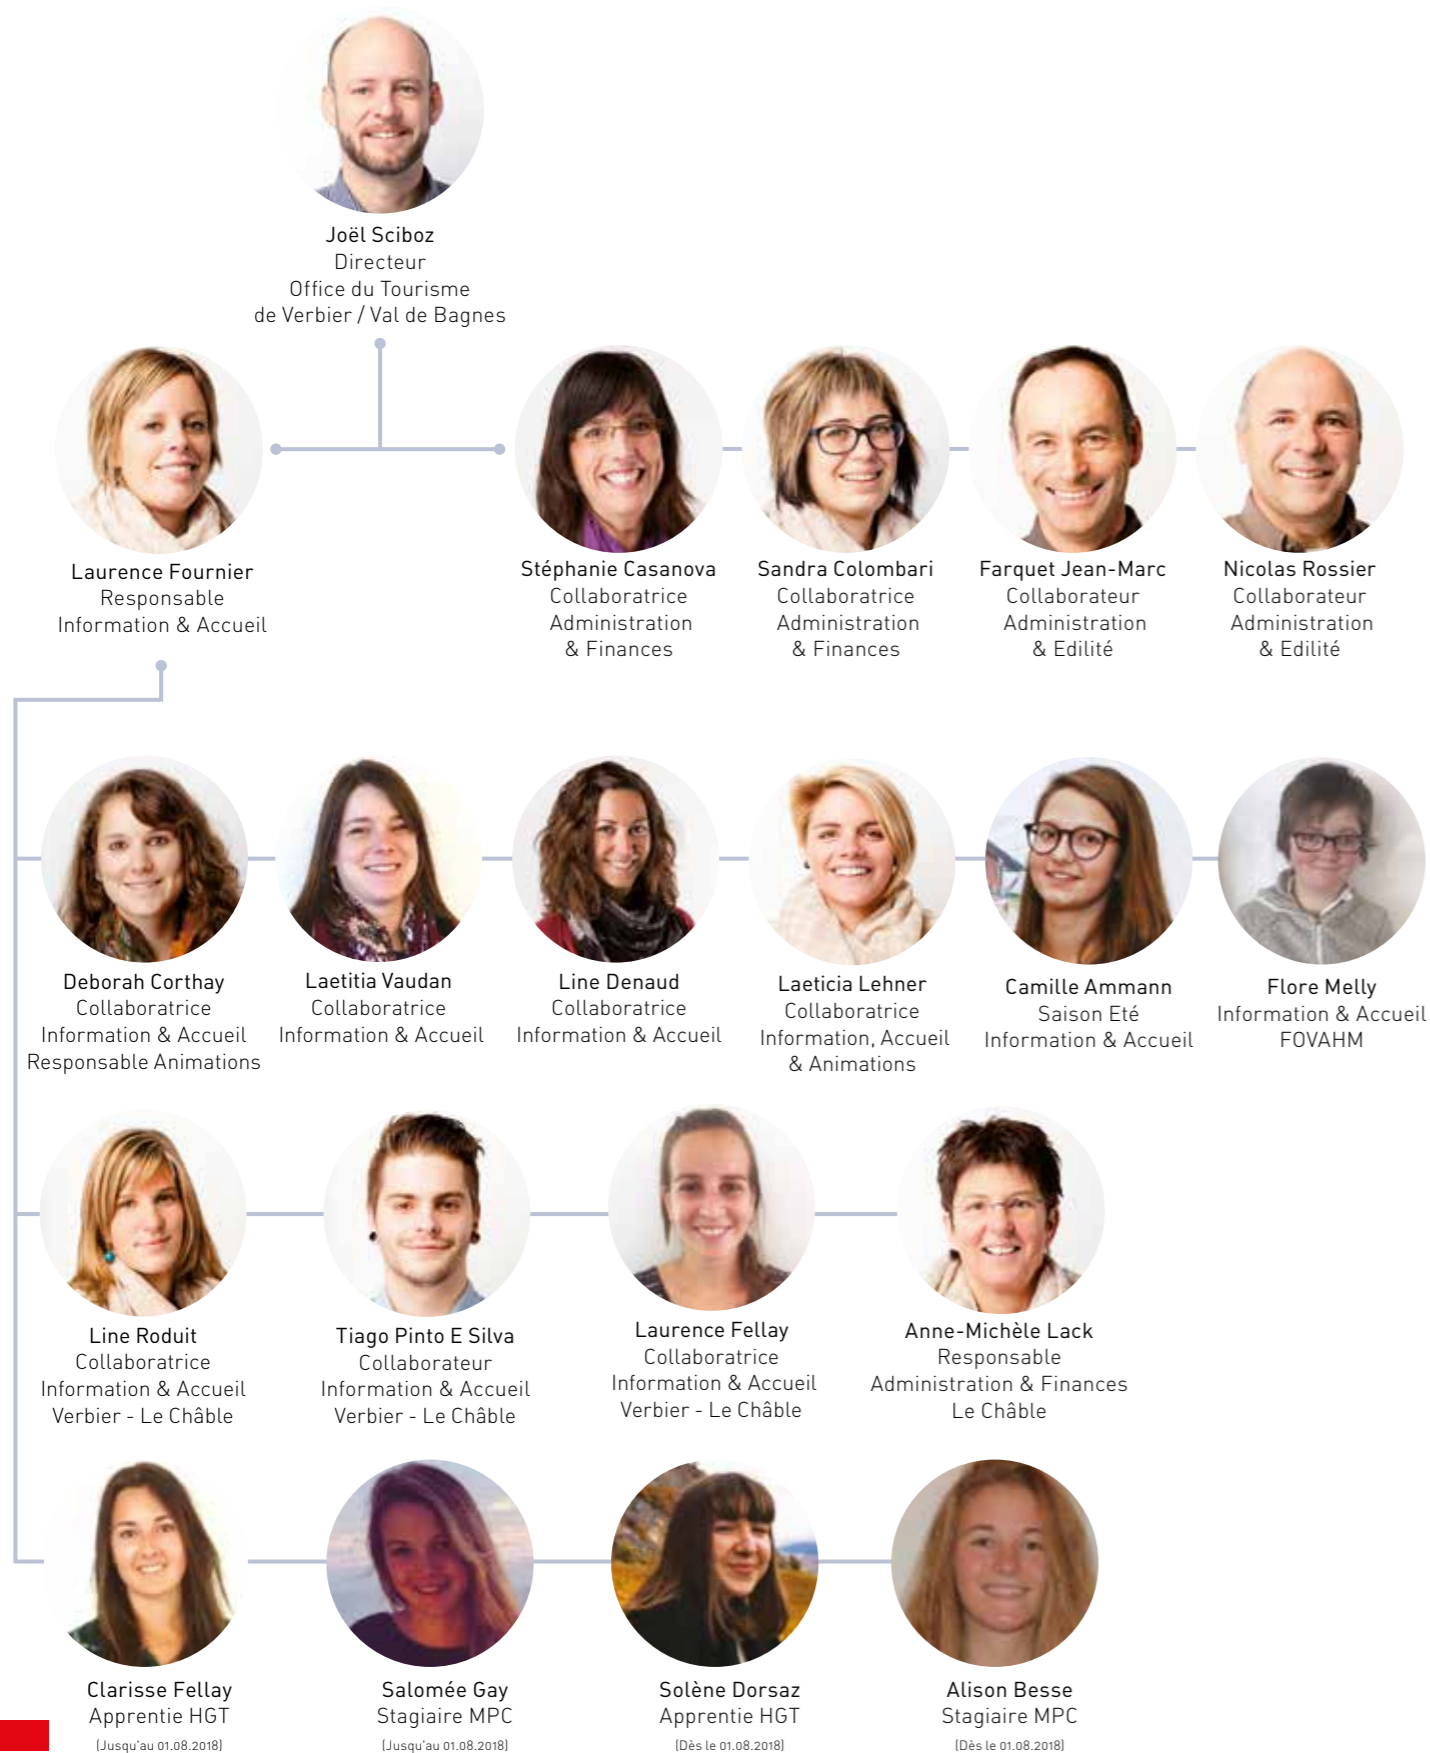 Joël Sciboz
Directeur
Office du Tourisme
de Verbier / Val de Bagnes
Laurence Fournier
Responsable
Information & Accueil
Stéphanie Casanova
Collaboratrice
Administration
& Finances
Sandra Colombari
Collaboratrice
Administration
& Finances
Farquet Jean-Marc
Collaborateur
Administration
& Edilité
Nicolas Rossier
Collaborateur
Administration
& Edilité
Deborah Corthay
Collaboratrice
Information & Accueil
Responsable Animations
Laetitia Vaudan
Collaboratrice
Information & Accueil
Line Denaud
Collaboratrice
Information & Accueil
Laeticia Lehner
Collaboratrice
Information, Accueil
& Animations
Camille Ammann
Saison Eté
Information & Accueil
Flore Melly
Information & Accueil
FOVAHM
Line Roduit
Collaboratrice
Information & Accueil
Verbier - Le Châble
Tiago Pinto E Silva
Collaborateur
Information & Accueil
Verbier - Le Châble
Laurence Fellay
Collaboratrice
Information & Accueil
Verbier - Le Châble
Anne-Michèle Lack
Responsable
Administration & Finances
Le Châble
Clarisse Fellay
Apprentie HGT
(Jusqu'au 01.08.2018)
Salomée Gay
Stagiaire MPC
(Jusqu'au 01.08.2018)
Solène Dorsaz
Apprentie HGT
(Dès le 01.08.2018)
Alison Besse
Stagiaire MPC
(Dès le 01.08.2018)